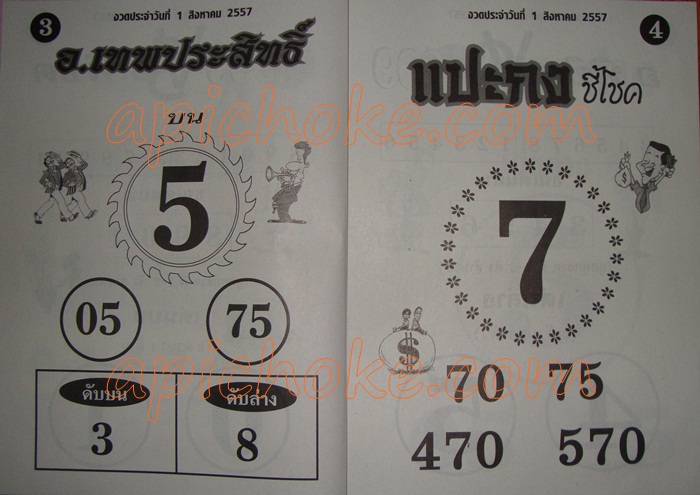 3
งวดประจำวันที่ 1 สิงหาคม 2557
อ.เทพประสิทธิ์
บน
5
05 75
ดับบน ดับล่าง
3 8
งวดประจำวันที่ 1 สิงหาคม 2557
4
แปะกง ชี้โชค
7
$
70 75
470 570
apichoke.com
apichoke.com